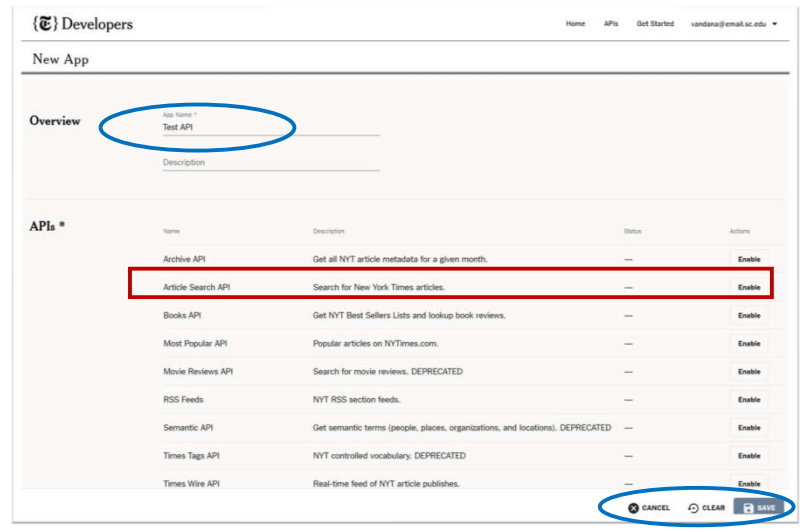 {T} Developers
Home APIs Get Started vandana@email.sc.edu
New App
Overview
App Name *
Test API
Description
APIs *
Name Description Status Actions
Archive API Get all NYT article metadata for a given month. — Enable
Article Search API Search for New York Times articles. — Enable
Books API Get NYT Best Sellers Lists and lookup book reviews. — Enable
Most Popular API Popular articles on NYTimes.com. — Enable
Movie Reviews API Search for movie reviews. DEPRECATED — Enable
RSS Feeds NYT RSS section feeds. — Enable
Semantic API Get semantic terms (people, places, organizations, and locations). DEPRECATED — Enable
Times Tags API NYT controlled vocabulary. DEPRECATED — Enable
Times Wire API Real-time feed of NYT article publishes. — Enable
CANCEL CLEAR SAVE